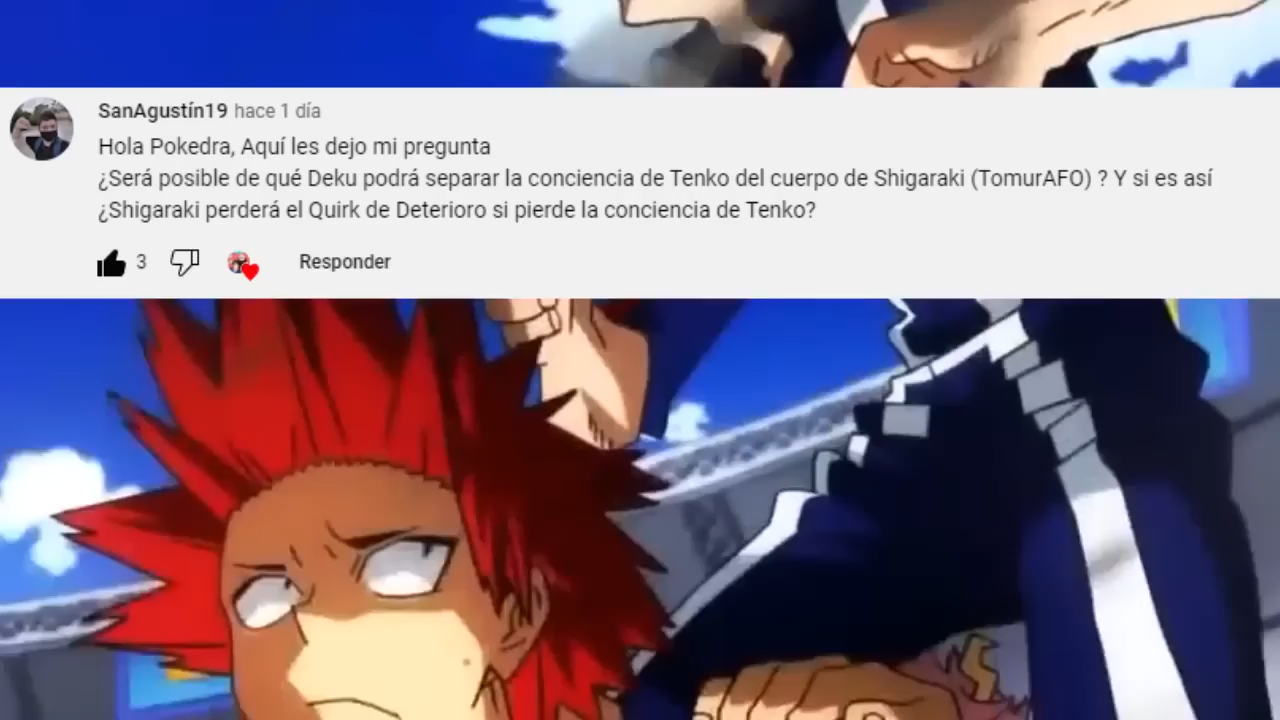 SanAgustín19 hace 1 día
Hola Pokedra, Aquí les dejo mi pregunta
¿Será posible de qué Deku podrá separar la conciencia de Tenko del cuerpo de Shigaraki (TomurAFO) ? Y si es así
¿Shigaraki perderá el Quirk de Deterioro si pierde la conciencia de Tenko?
3 Responder